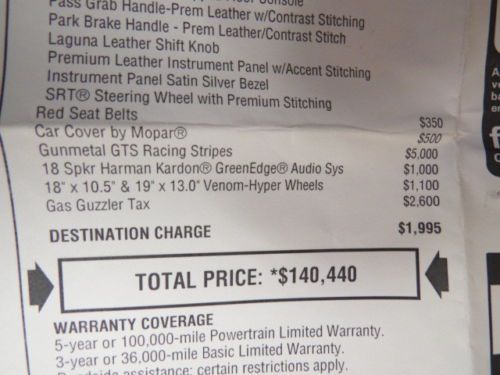 Pass Grab Handle-Prem Leather w/Contrast Stitching
Park Brake Handle - Prem Leather/Contrast Stitch
Laguna Leather Shift Knob
Premium Leather Instrument Panel w/Accent Stitching
Instrument Panel Satin Silver Bezel
SRT® Steering Wheel with Premium Stitching
Red Seat Belts $350
Car Cover by Mopar® $500
Gunmetal GTS Racing Stripes $5,000
18 Spkr Harman Kardon® GreenEdge® Audio Sys $1,000
18" x 10.5" & 19" x 13.0" Venom-Hyper Wheels $1,100
Gas Guzzler Tax $2,600
DESTINATION CHARGE $1,995
TOTAL PRICE: *$140,440
WARRANTY COVERAGE
5-year or 100,000-mile Powertrain Limited Warranty.
3-year or 36,000-mile Basic Limited Warranty.
Roadside assistance: certain restrictions apply.